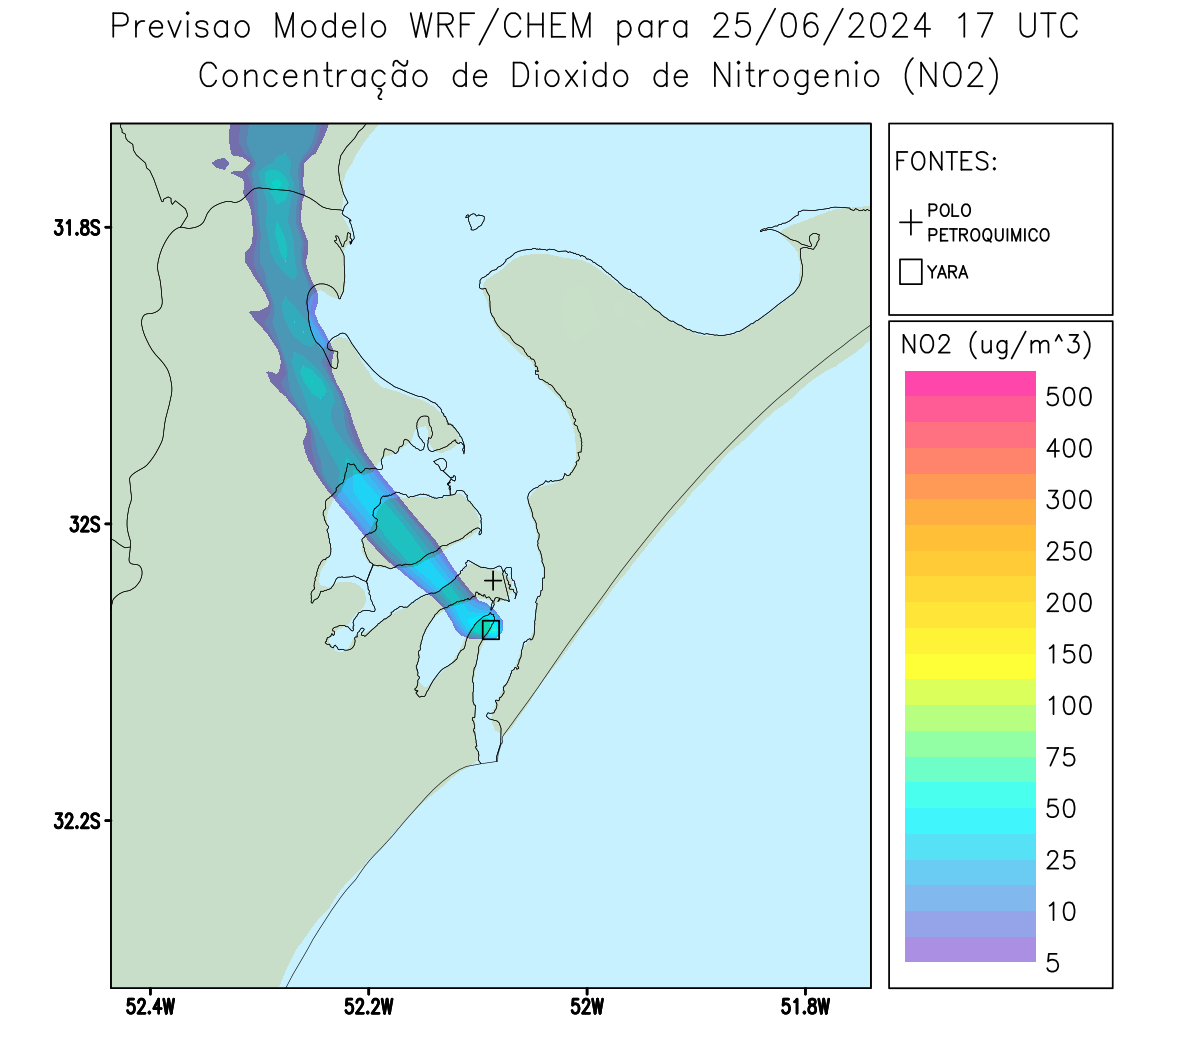 Previsao Modelo WRF/CHEM para 25/06/2024 17 UTC
Concentração de Dioxido de Nitrogenio (NO2)
FONTES:
POLO
PETROQUIMICO
YARA
NO2 (ug/m^3)
500
400
300
250
200
150
100
75
50
25
10
5
31.8S
32S
32.2S
52.4W
52.2W
52W
51.8W